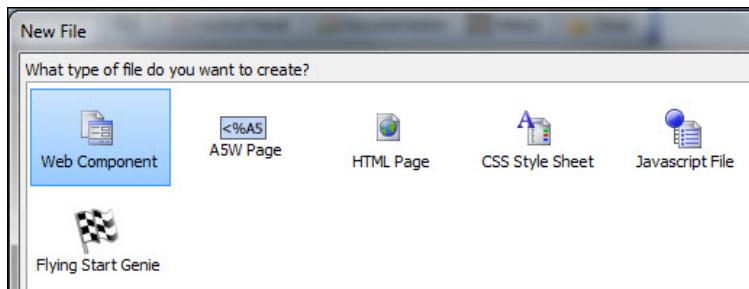 New File
What type of file do you want to create?
<%A5
Web Component
A5W Page
HTML Page
CSS Style Sheet
Javascript File
Flying Start Genie